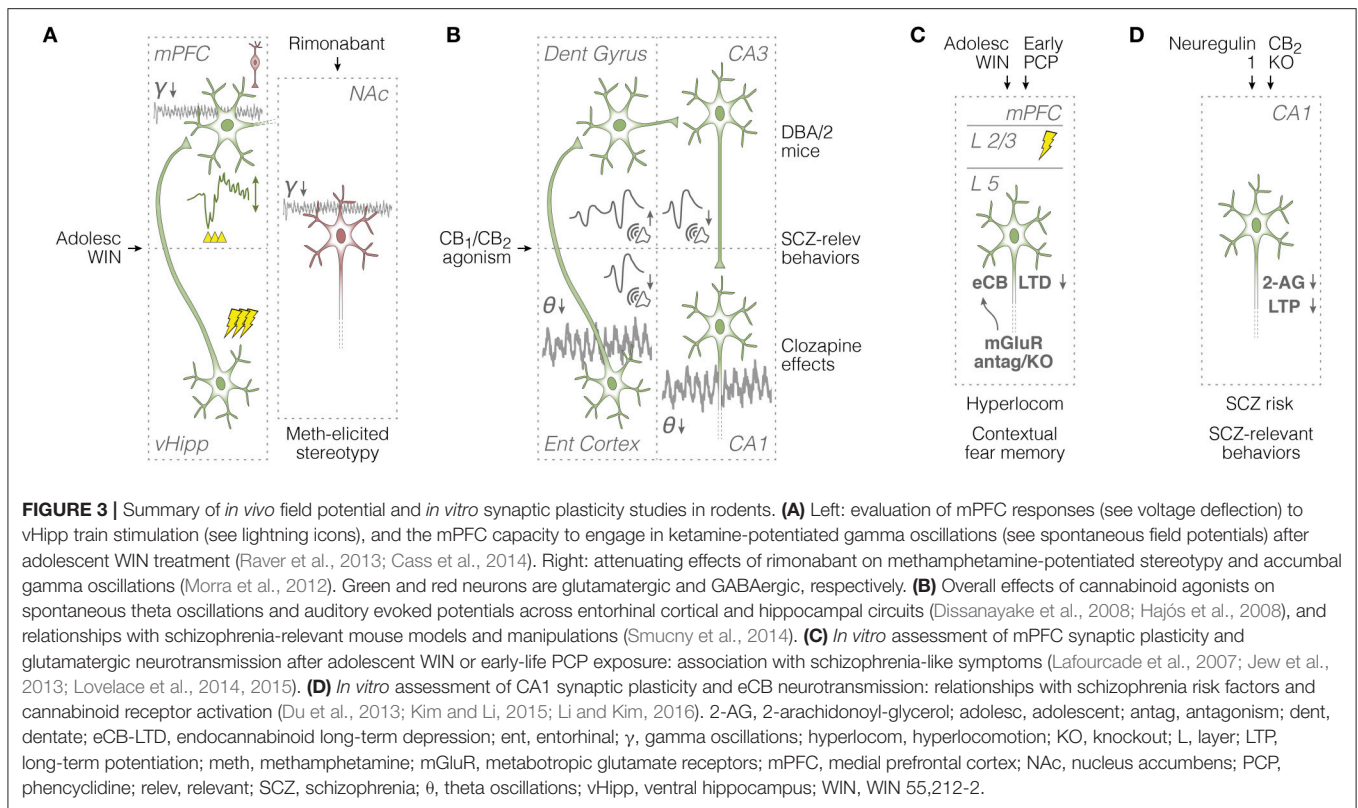 A
mPFC
γ↓
Adolesc
WIN
vHipp
Rimonabant
NAc
γ↓
Meth-elicited
stereotypy
B
Dent Gyrus
CA3
CB1/CB2
agonism
θ↓
Ent Cortex
θ↓
CA1
DBA/2
mice
SCZ-relev
behaviors
Clozapine
effects
C
Adolesc
WIN
Early
PCP
mPFC
L 2/3
L 5
eCB LTD ↓
mGluR
antag/KO
Hyperlocom
Contextual
fear memory
D
Neuregulin
1
CB2
KO
CA1
2-AG ↓
LTP ↓
SCZ risk
SCZ-relevant
behaviors
FIGURE 3 | Summary of in vivo field potential and in vitro synaptic plasticity studies in rodents. (A) Left: evaluation of mPFC responses (see voltage deflection) to
vHipp train stimulation (see lightning icons), and the mPFC capacity to engage in ketamine-potentiated gamma oscillations (see spontaneous field potentials) after
adolescent WIN treatment (Raver et al., 2013; Cass et al., 2014). Right: attenuating effects of rimonabant on methamphetamine-potentiated stereotypy and accumbal
gamma oscillations (Morra et al., 2012). Green and red neurons are glutamatergic and GABAergic, respectively. (B) Overall effects of cannabinoid agonists on
spontaneous theta oscillations and auditory evoked potentials across entorhinal cortical and hippocampal circuits (Dissanayake et al., 2008; Hajós et al., 2008), and
relationships with schizophrenia-relevant mouse models and manipulations (Smucny et al., 2014). (C) In vitro assessment of mPFC synaptic plasticity and
glutamatergic neurotransmission after adolescent WIN or early-life PCP exposure: association with schizophrenia-like symptoms (Lafourcade et al., 2007; Jew et al.,
2013; Lovelace et al., 2014, 2015). (D) In vitro assessment of CA1 synaptic plasticity and eCB neurotransmission: relationships with schizophrenia risk factors and
cannabinoid receptor activation (Du et al., 2013; Kim and Li, 2015; Li and Kim, 2016). 2-AG, 2-arachidonoyl-glycerol; adolesc, adolescent; antag, antagonism; dent,
dentate; eCB-LTD, endocannabinoid long-term depression; ent, entorhinal; γ, gamma oscillations; hyperlocom, hyperlocomotion; KO, knockout; L, layer; LTP,
long-term potentiation; meth, methamphetamine; mGluR, metabotropic glutamate receptors; mPFC, medial prefrontal cortex; NAc, nucleus accumbens; PCP,
phencyclidine; relev, relevant; SCZ, schizophrenia; θ, theta oscillations; vHipp, ventral hippocampus; WIN, WIN 55,212-2.